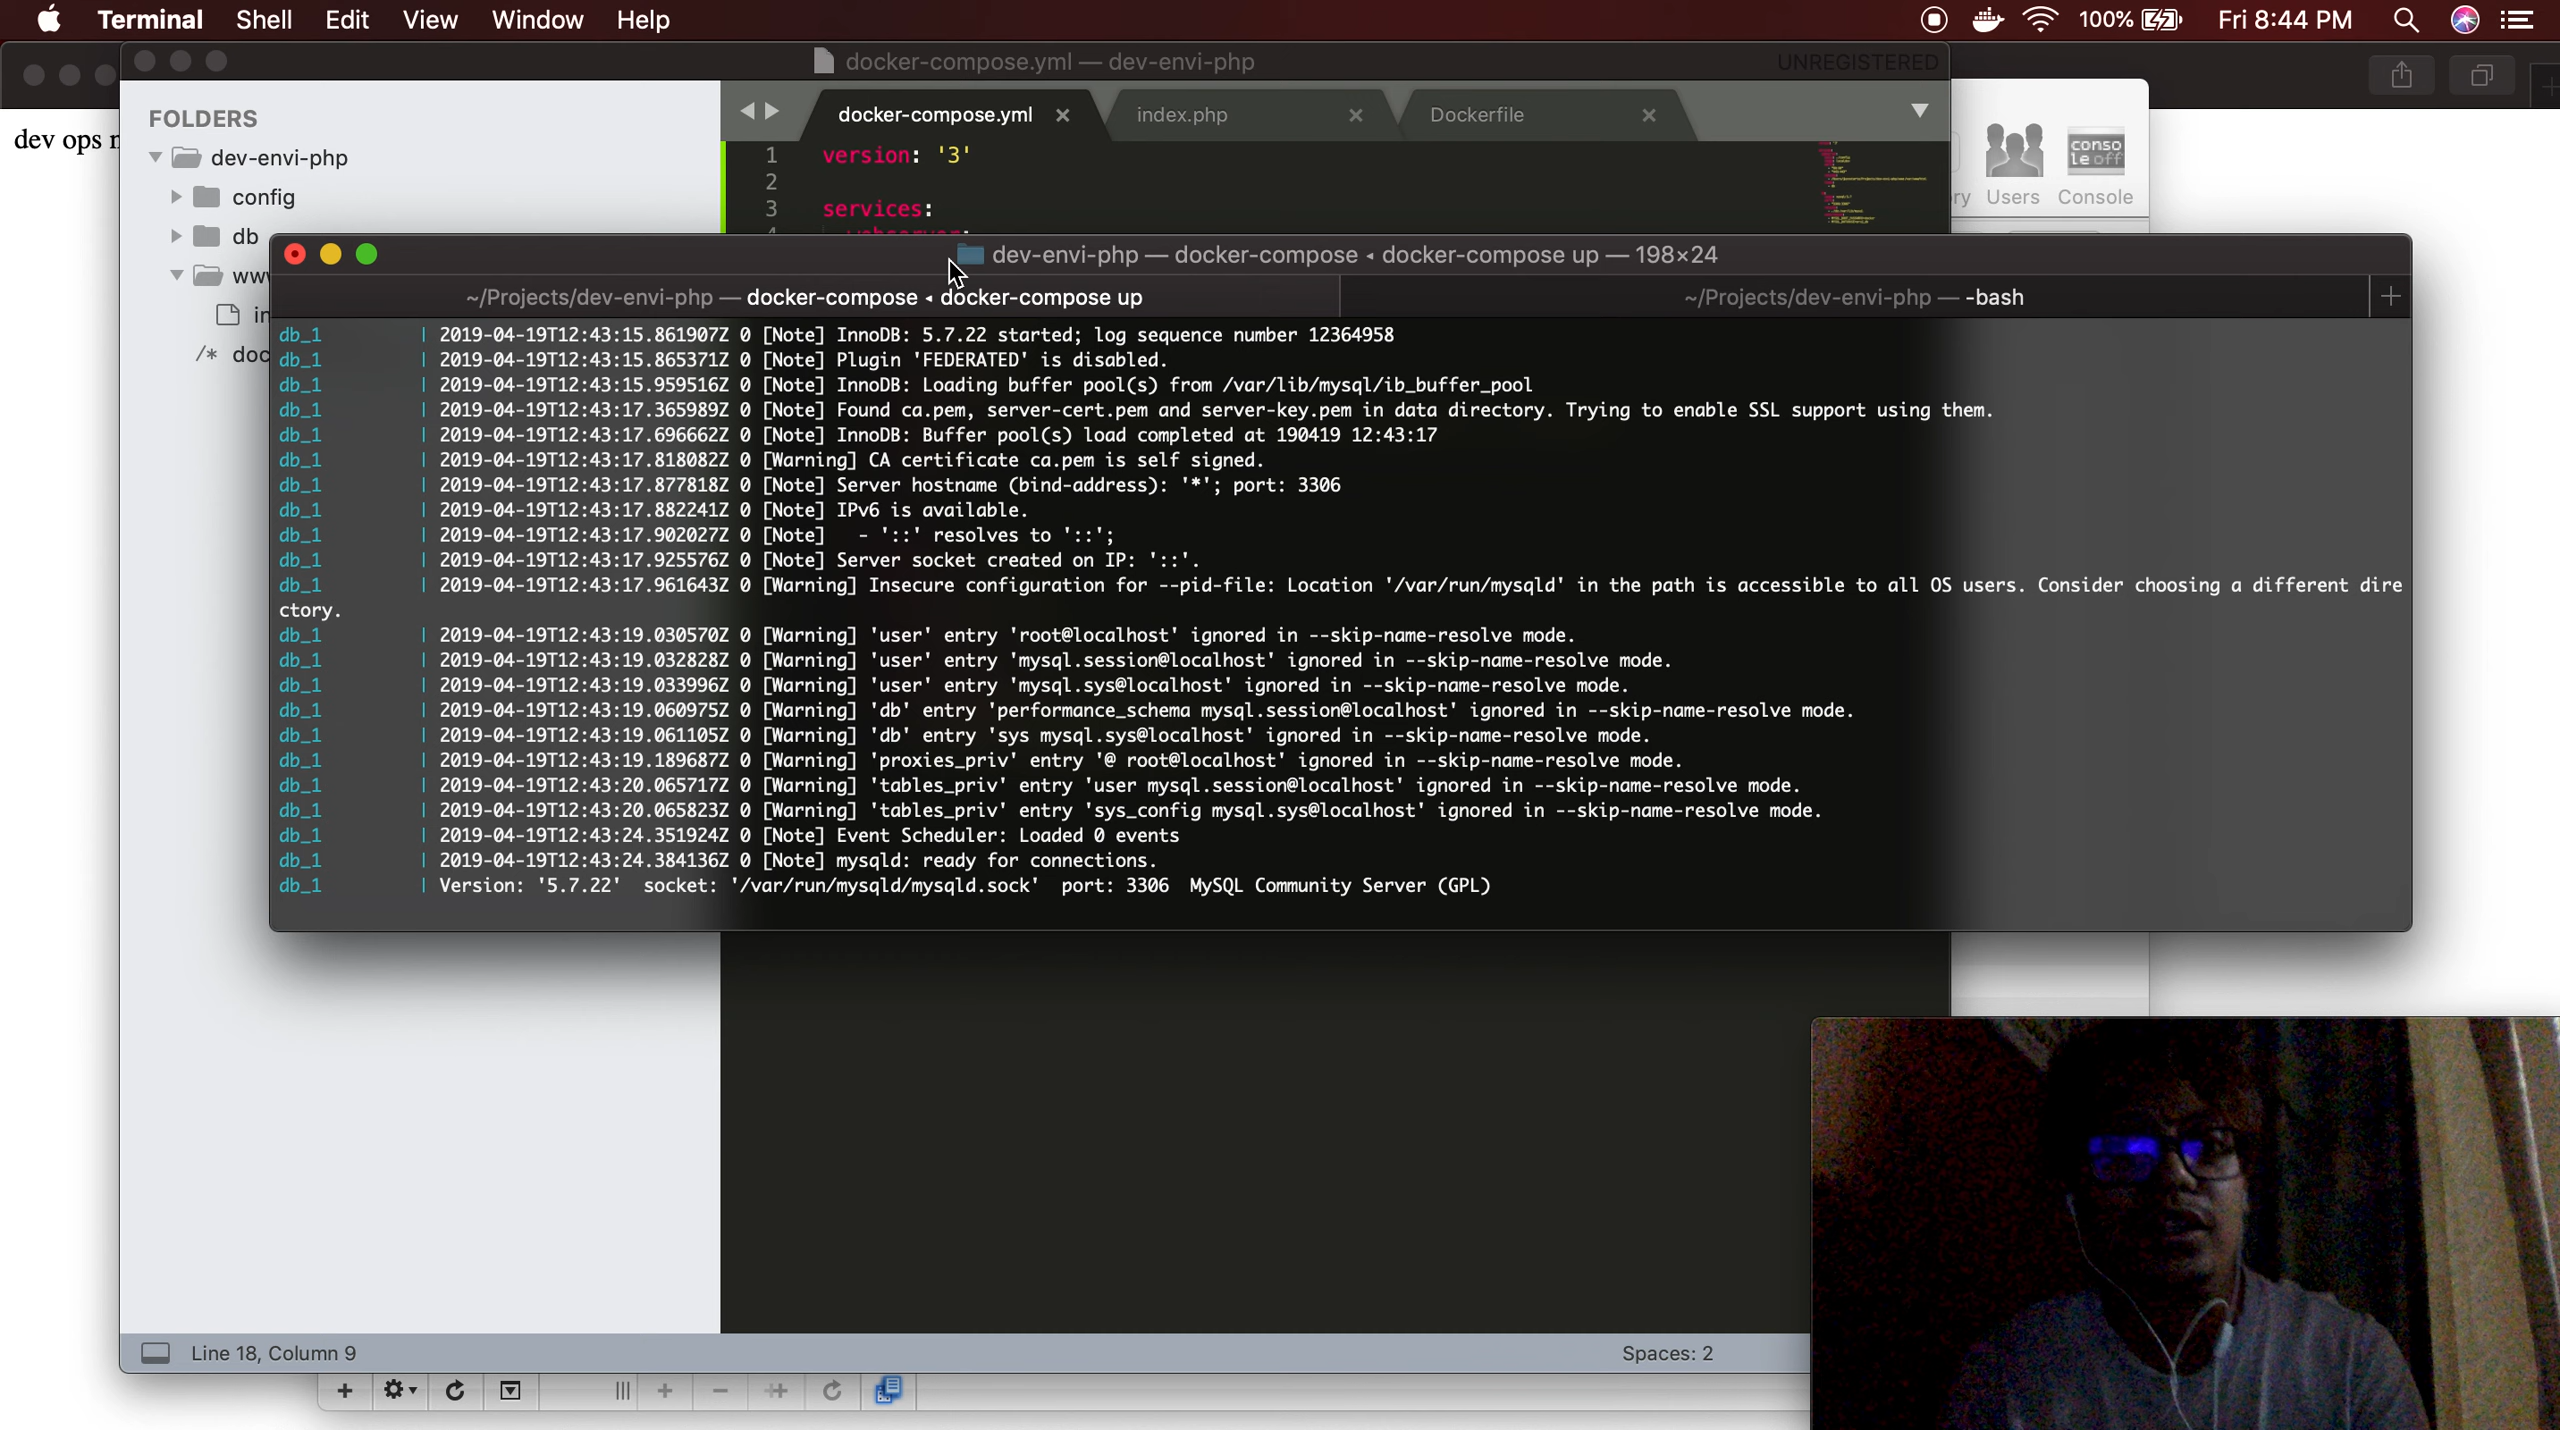 Terminal Shell Edit View Window Help 100% Fri 8:44 PM
docker-compose.yml — dev-envi-php UNREGISTERED
dev ops
FOLDERS
dev-envi-php
config
db
docker-compose.yml index.php Dockerfile
1 version: '3'
2
3 services:
4 webserver:
Users Console
conso
le off
dev-envi-php — docker-compose ◂ docker-compose up — 198×24
~/Projects/dev-envi-php — docker-compose ◂ docker-compose up ~/Projects/dev-envi-php — -bash
db_1 | 2019-04-19T12:43:15.861907Z 0 [Note] InnoDB: 5.7.22 started; log sequence number 12364958
db_1 | 2019-04-19T12:43:15.865371Z 0 [Note] Plugin 'FEDERATED' is disabled.
db_1 | 2019-04-19T12:43:15.959516Z 0 [Note] InnoDB: Loading buffer pool(s) from /var/lib/mysql/ib_buffer_pool
db_1 | 2019-04-19T12:43:17.365989Z 0 [Note] Found ca.pem, server-cert.pem and server-key.pem in data directory. Trying to enable SSL support using them.
db_1 | 2019-04-19T12:43:17.696662Z 0 [Note] InnoDB: Buffer pool(s) load completed at 190419 12:43:17
db_1 | 2019-04-19T12:43:17.818082Z 0 [Warning] CA certificate ca.pem is self signed.
db_1 | 2019-04-19T12:43:17.877818Z 0 [Note] Server hostname (bind-address): '*'; port: 3306
db_1 | 2019-04-19T12:43:17.882241Z 0 [Note] IPv6 is available.
db_1 | 2019-04-19T12:43:17.902027Z 0 [Note] - '::' resolves to '::';
db_1 | 2019-04-19T12:43:17.925576Z 0 [Note] Server socket created on IP: '::'.
db_1 | 2019-04-19T12:43:17.961643Z 0 [Warning] Insecure configuration for --pid-file: Location '/var/run/mysqld' in the path is accessible to all OS users. Consider choosing a different dire
ctory.
db_1 | 2019-04-19T12:43:19.030570Z 0 [Warning] 'user' entry 'root@localhost' ignored in --skip-name-resolve mode.
db_1 | 2019-04-19T12:43:19.032828Z 0 [Warning] 'user' entry 'mysql.session@localhost' ignored in --skip-name-resolve mode.
db_1 | 2019-04-19T12:43:19.033996Z 0 [Warning] 'user' entry 'mysql.sys@localhost' ignored in --skip-name-resolve mode.
db_1 | 2019-04-19T12:43:19.060975Z 0 [Warning] 'db' entry 'performance_schema mysql.session@localhost' ignored in --skip-name-resolve mode.
db_1 | 2019-04-19T12:43:19.061105Z 0 [Warning] 'db' entry 'sys mysql.sys@localhost' ignored in --skip-name-resolve mode.
db_1 | 2019-04-19T12:43:19.189687Z 0 [Warning] 'proxies_priv' entry '@ root@localhost' ignored in --skip-name-resolve mode.
db_1 | 2019-04-19T12:43:20.065717Z 0 [Warning] 'tables_priv' entry 'user mysql.session@localhost' ignored in --skip-name-resolve mode.
db_1 | 2019-04-19T12:43:20.065823Z 0 [Warning] 'tables_priv' entry 'sys_config mysql.sys@localhost' ignored in --skip-name-resolve mode.
db_1 | 2019-04-19T12:43:24.351924Z 0 [Note] Event Scheduler: Loaded 0 events
db_1 | 2019-04-19T12:43:24.384136Z 0 [Note] mysqld: ready for connections.
db_1 | Version: '5.7.22' socket: '/var/run/mysqld/mysqld.sock' port: 3306 MySQL Community Server (GPL)
Line 18, Column 9 Spaces: 2